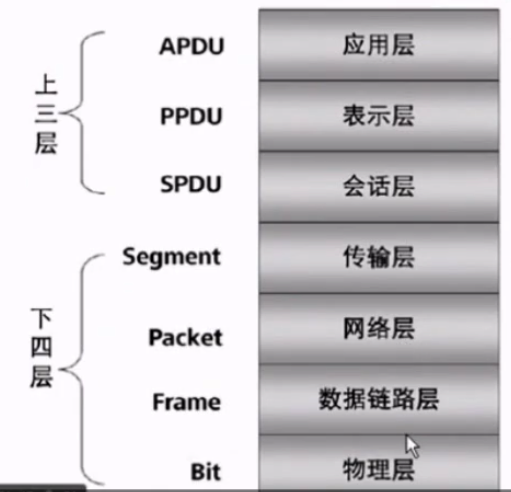 上三层
APDU 应用层
PPDU 表示层
SPDU 会话层
下四层
Segment 传输层
Packet 网络层
Frame 数据链路层
Bit 物理层